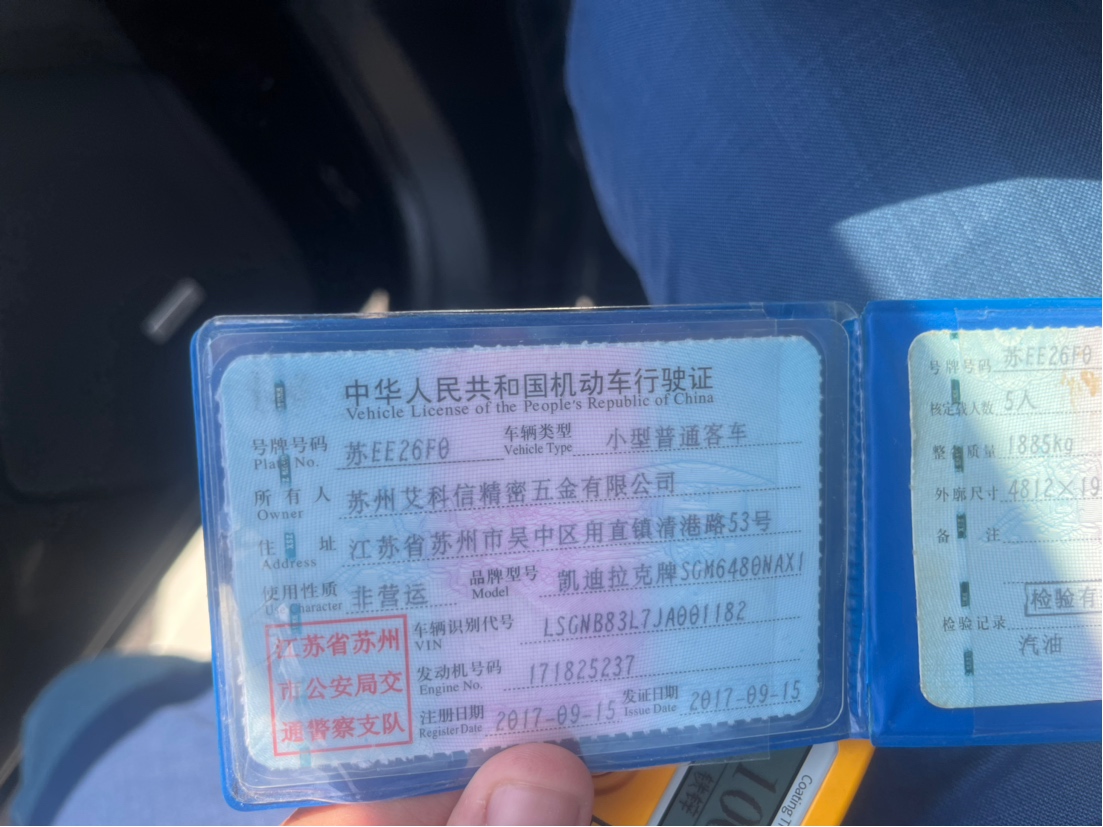 中华人民共和国机动车行驶证
Vehicle License of the People's Republic of China
号牌号码 苏EE26F0 车辆类型 小型普通客车
Plate No. Vehicle Type
所有人 苏州艾科信精密五金有限公司
Owner
住址 江苏省苏州市吴中区甪直镇清港路53号
Address
使用性质 非营运 品牌型号 凯迪拉克牌SGM6480NAX1
Use Character Model
车辆识别代号 LSGNB83L7JA001182
VIN
发动机号码 171825237
Engine No.
注册日期 2017-09-15 发证日期 2017-09-15
Register Date Issue Date
江苏省苏州
市公安局交
通警察支队
号牌号码 苏EE26F0
核定载人数 5人
整备质量 1885kg
外廓尺寸 4812×19
备注
检验有
检验记录
汽油
100
Coating